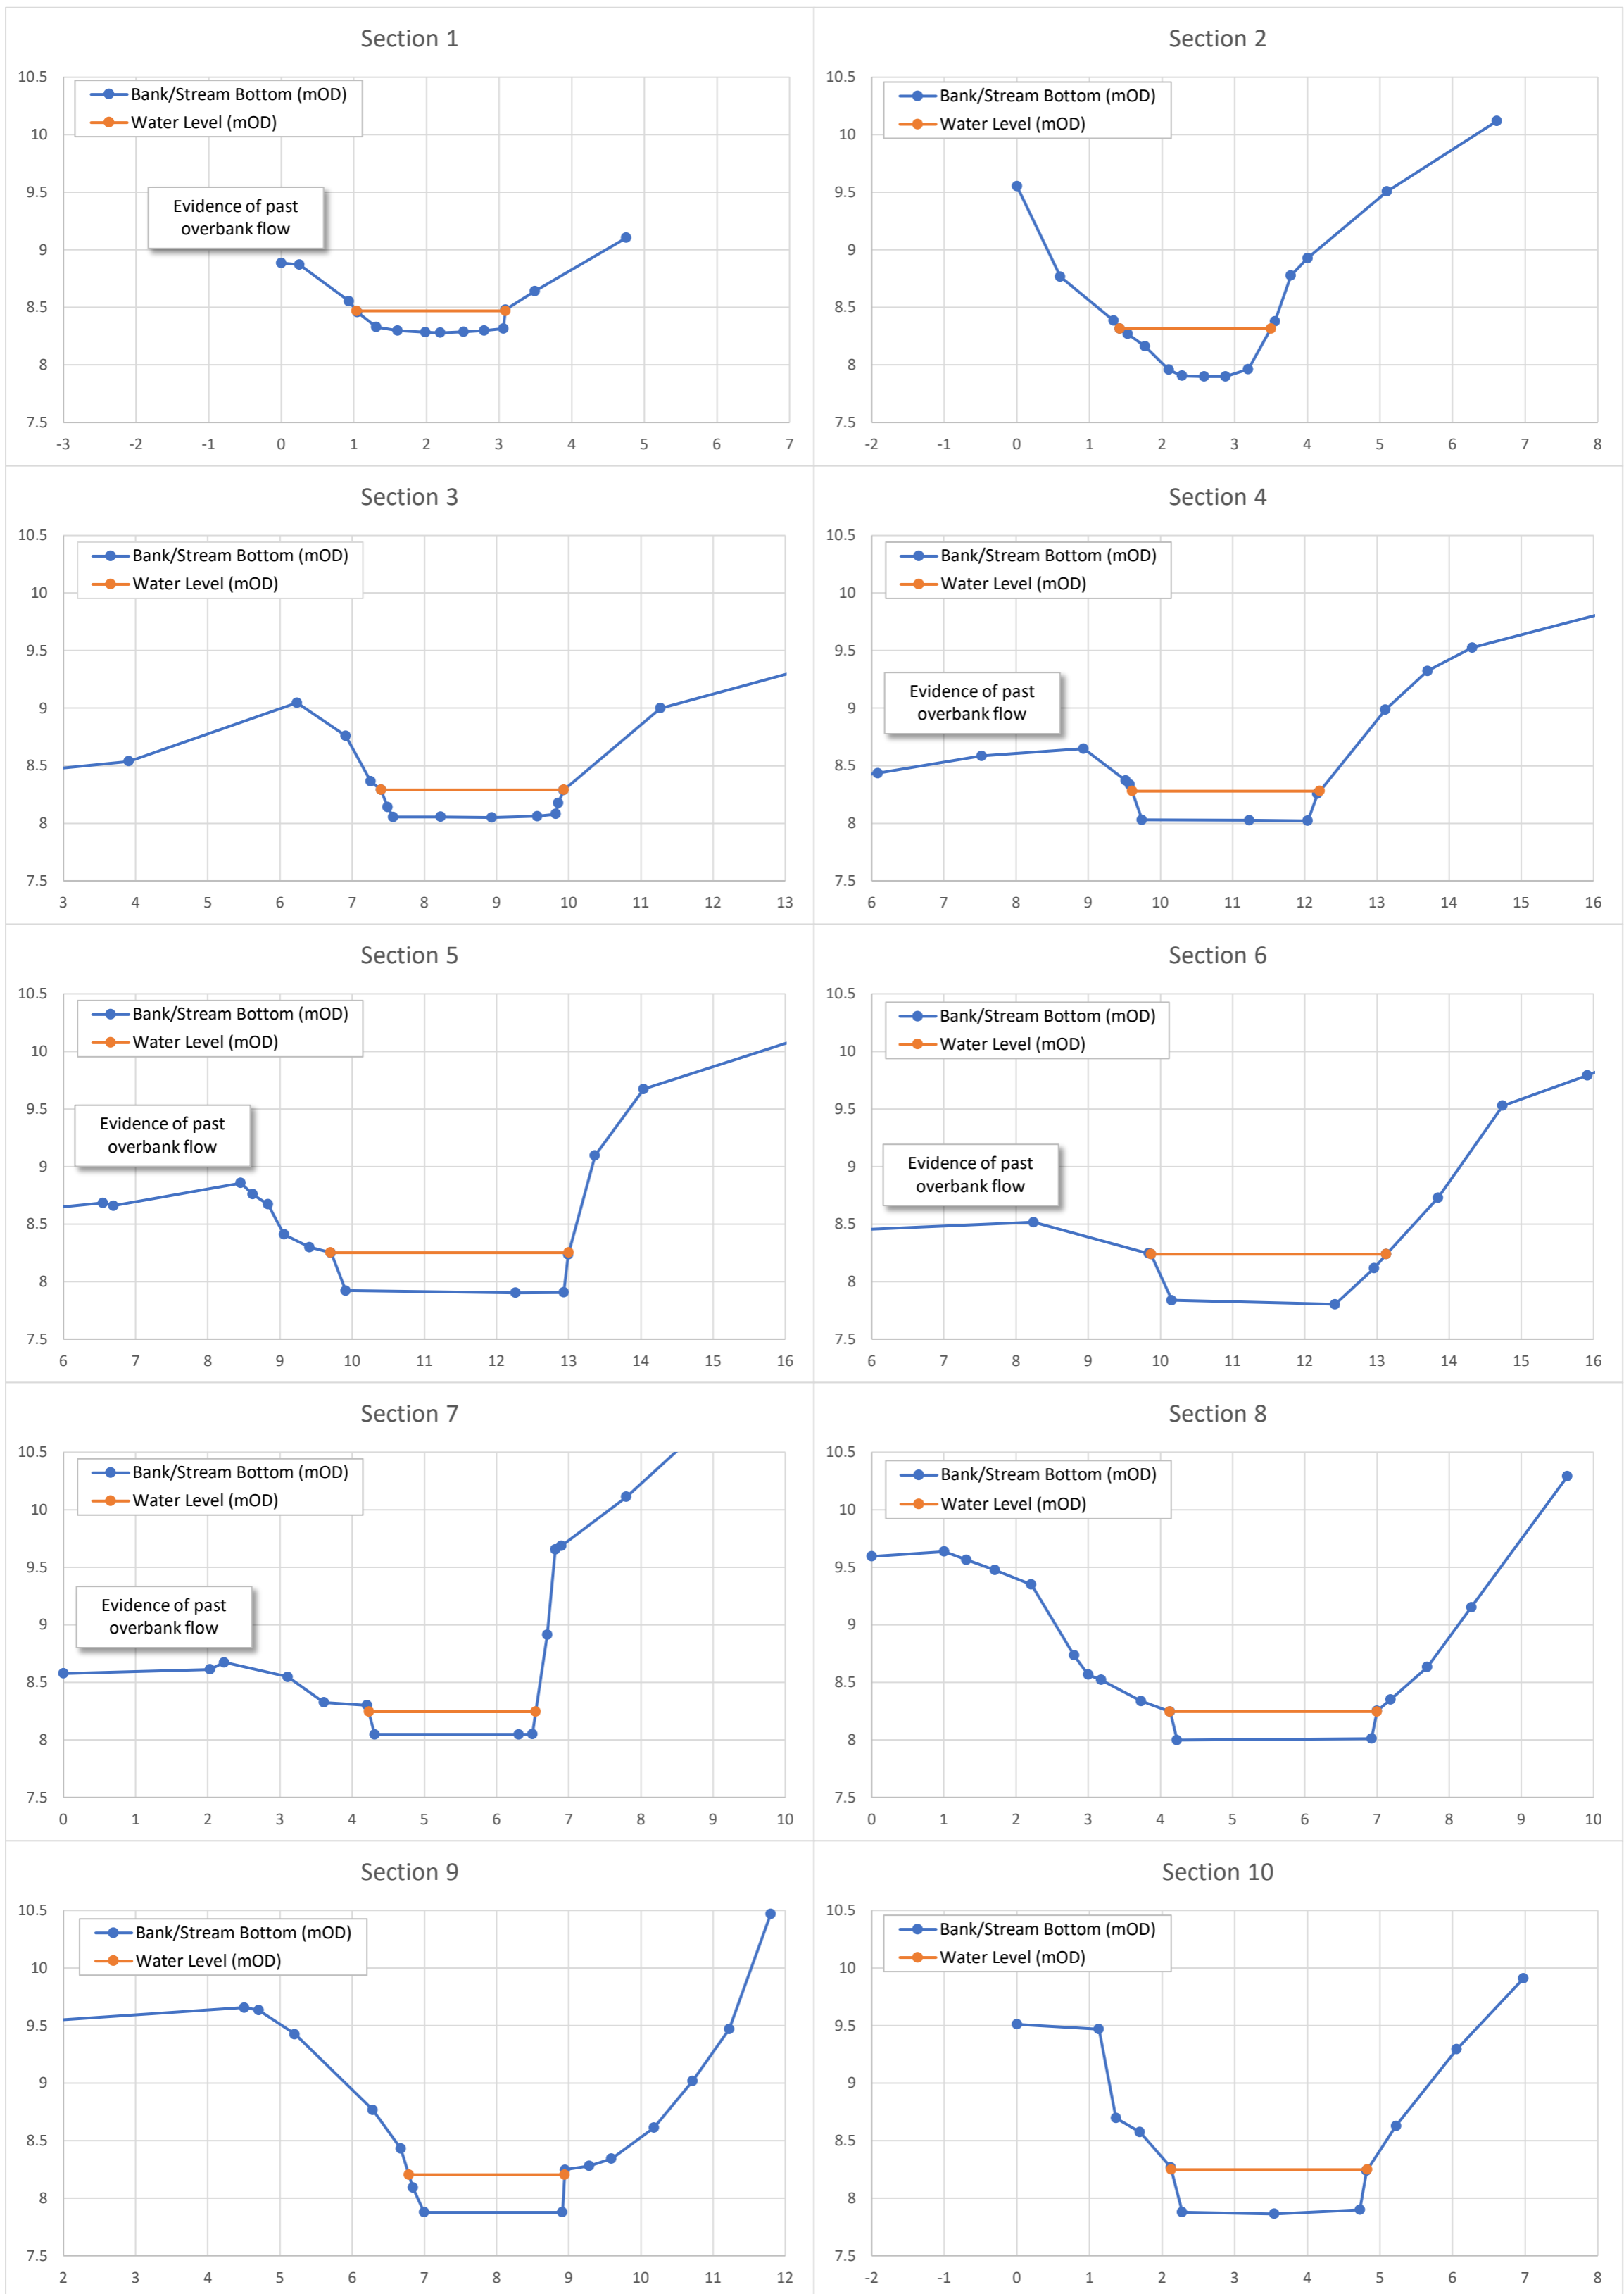 Section 1
10.5
10
9.5
9
8.5
8
7.5
-3 -2 -1 0 1 2 3 4 5 6 7
Bank/Stream Bottom (mOD)
Water Level (mOD)
Evidence of past
overbank flow
Section 2
10.5
10
9.5
9
8.5
8
7.5
-2 -1 0 1 2 3 4 5 6 7 8
Bank/Stream Bottom (mOD)
Water Level (mOD)
Section 3
10.5
10
9.5
9
8.5
8
7.5
3 4 5 6 7 8 9 10 11 12 13
Bank/Stream Bottom (mOD)
Water Level (mOD)
Section 4
10.5
10
9.5
9
8.5
8
7.5
6 7 8 9 10 11 12 13 14 15 16
Bank/Stream Bottom (mOD)
Water Level (mOD)
Evidence of past
overbank flow
Section 5
10.5
10
9.5
9
8.5
8
7.5
6 7 8 9 10 11 12 13 14 15 16
Bank/Stream Bottom (mOD)
Water Level (mOD)
Evidence of past
overbank flow
Section 6
10.5
10
9.5
9
8.5
8
7.5
6 7 8 9 10 11 12 13 14 15 16
Bank/Stream Bottom (mOD)
Water Level (mOD)
Evidence of past
overbank flow
Section 7
10.5
10
9.5
9
8.5
8
7.5
0 1 2 3 4 5 6 7 8 9 10
Bank/Stream Bottom (mOD)
Water Level (mOD)
Evidence of past
overbank flow
Section 8
10.5
10
9.5
9
8.5
8
7.5
0 1 2 3 4 5 6 7 8 9 10
Bank/Stream Bottom (mOD)
Water Level (mOD)
Section 9
10.5
10
9.5
9
8.5
8
7.5
2 3 4 5 6 7 8 9 10 11 12
Bank/Stream Bottom (mOD)
Water Level (mOD)
Section 10
10.5
10
9.5
9
8.5
8
7.5
-2 -1 0 1 2 3 4 5 6 7 8
Bank/Stream Bottom (mOD)
Water Level (mOD)